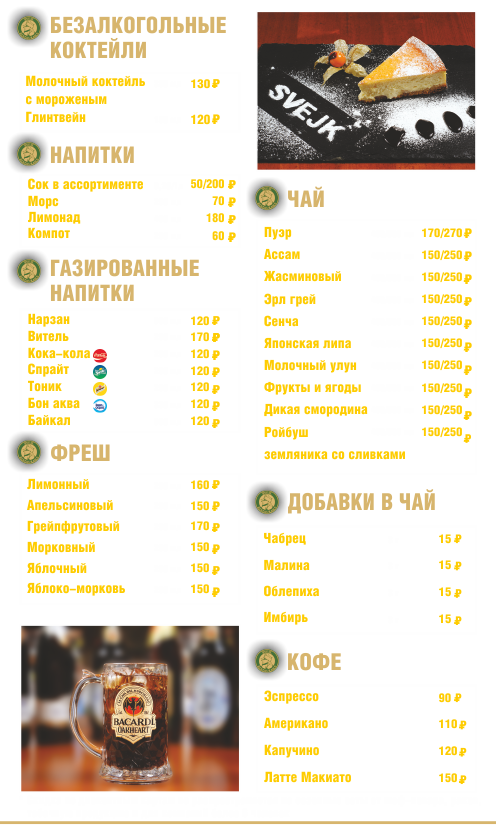 БЕЗАЛКОГОЛЬНЫЕ
КОКТЕЙЛИ
Молочный коктейль 130 ₽
с мороженым
Глинтвейн 120 ₽
НАПИТКИ
Сок в ассортименте 50/200 ₽
Морс 70 ₽
Лимонад 180 ₽
Компот 60 ₽
ГАЗИРОВАННЫЕ
НАПИТКИ
Нарзан 120 ₽
Витель 170 ₽
Кока-кола 120 ₽
Спрайт 120 ₽
Тоник 120 ₽
Бон аква 120 ₽
Байкал 120 ₽
ФРЕШ
Лимонный 160 ₽
Апельсиновый 150 ₽
Грейпфрутовый 170 ₽
Морковный 150 ₽
Яблочный 150 ₽
Яблоко-морковь 150 ₽
BACARDI
OAKHEART
SVEJK
ЧАЙ
Пуэр 170/270 ₽
Ассам 150/250 ₽
Жасминовый 150/250 ₽
Эрл грей 150/250 ₽
Сенча 150/250 ₽
Японская липа 150/250 ₽
Молочный улун 150/250 ₽
Фрукты и ягоды 150/250 ₽
Дикая смородина 150/250 ₽
Ройбуш 150/250 ₽
земляника со сливками
ДОБАВКИ В ЧАЙ
Чабрец 15 ₽
Малина 15 ₽
Облепиха 15 ₽
Имбирь 15 ₽
КОФЕ
Эспрессо 90 ₽
Американо 110 ₽
Капучино 120 ₽
Латте Макиато 150 ₽